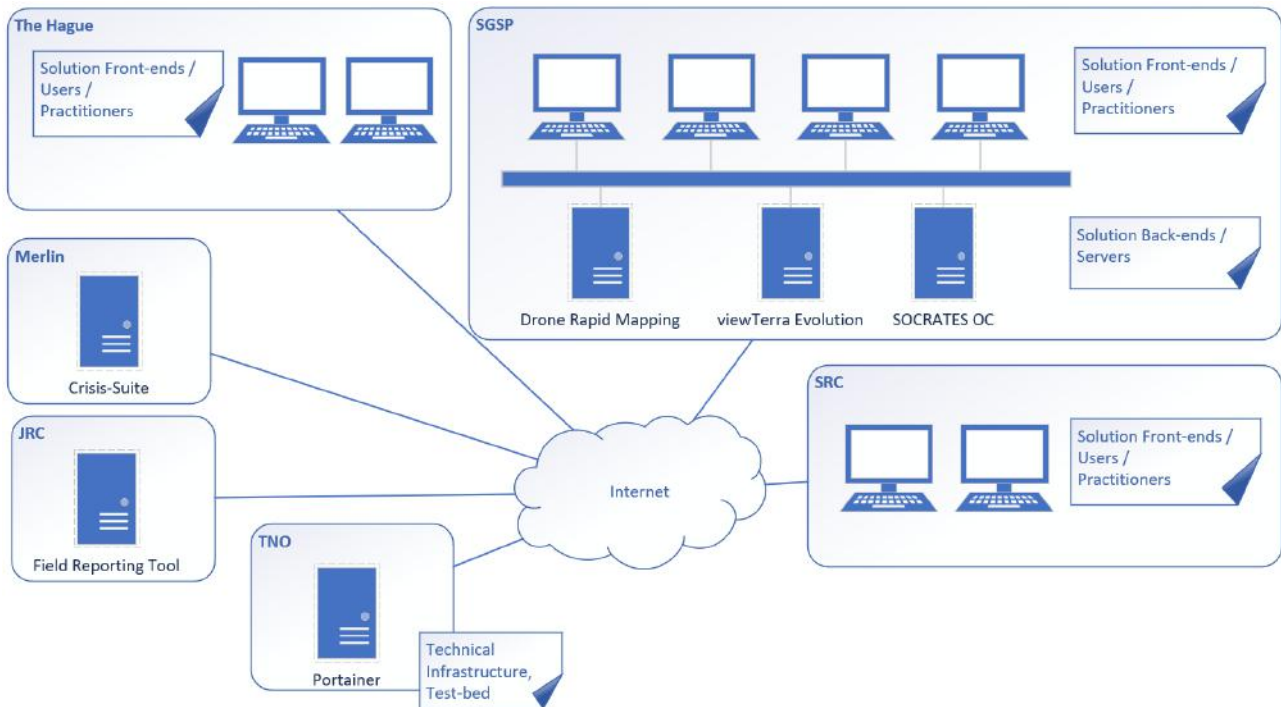 The Hague
Solution Front-ends /
Users /
Practitioners
SGSP
Solution Front-ends /
Users /
Practitioners
Solution Back-ends /
Servers
Drone Rapid Mapping
viewTerra Evolution
SOCRATES OC
Merlin
Crisis-Suite
JRC
Field Reporting Tool
TNO
Portainer
Technical
Infrastructure,
Test-bed
Internet
SRC
Solution Front-ends /
Users /
Practitioners